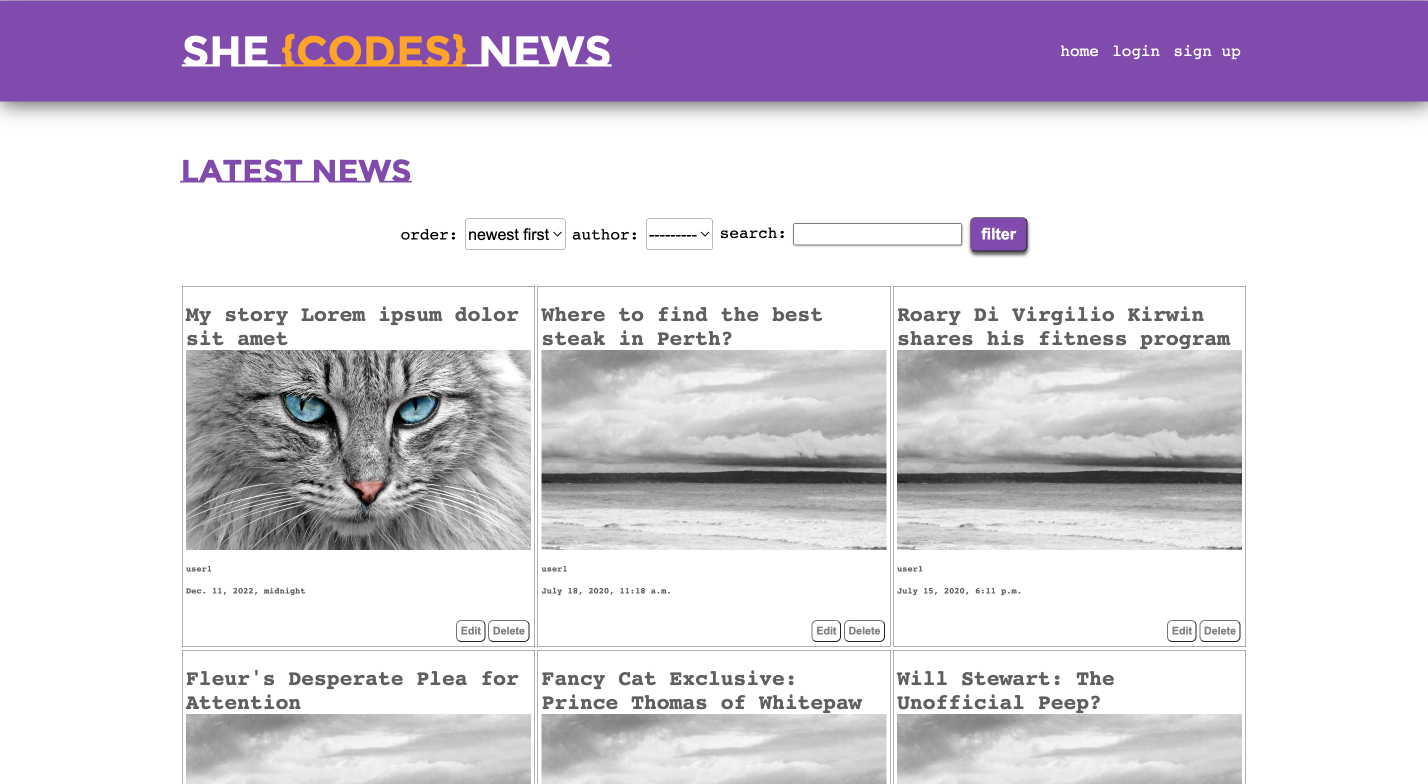 SHE {CODES} NEWS
home login sign up
LATEST NEWS
order: newest first author: --------- search: filter
My story Lorem ipsum dolor
sit amet
user1
Dec. 11, 2022, midnight
Edit Delete
Where to find the best
steak in Perth?
user1
July 18, 2020, 11:18 a.m.
Edit Delete
Roary Di Virgilio Kirwin
shares his fitness program
user1
July 15, 2020, 6:11 p.m.
Edit Delete
Fleur's Desperate Plea for
Attention
Fancy Cat Exclusive:
Prince Thomas of Whitepaw
Will Stewart: The
Unofficial Peep?